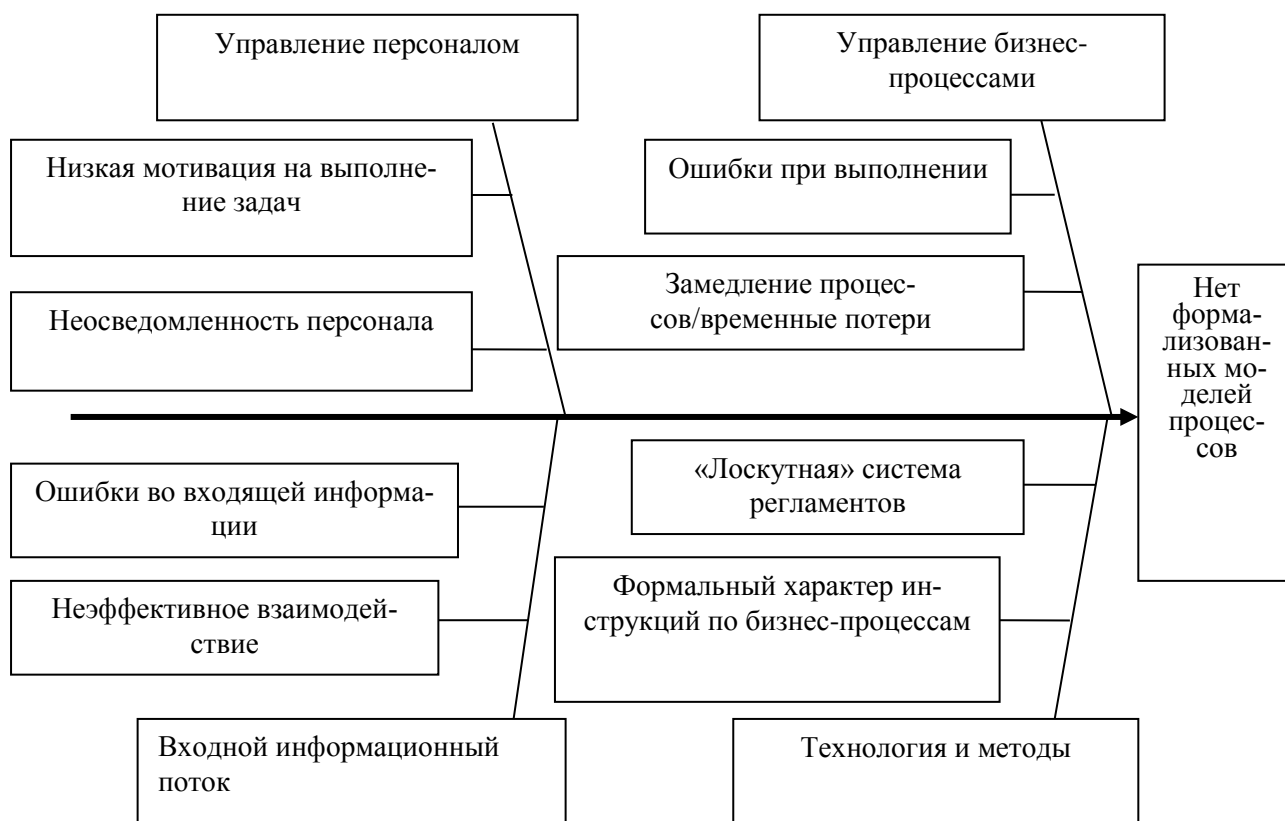 Управление персоналом
Управление бизнес-
процессами
Низкая мотивация на выполне-
ние задач
Ошибки при выполнении
Замедление процес-
сов/временные потери
Неосведомленность персонала
Нет
форма-
лизован-
ных мо-
делей
процес-
сов
«Лоскутная» система
регламентов
Ошибки во входящей информа-
ции
Формальный характер ин-
струкций по бизнес-процессам
Неэффективное взаимодей-
ствие
Входной информационный
поток
Технология и методы